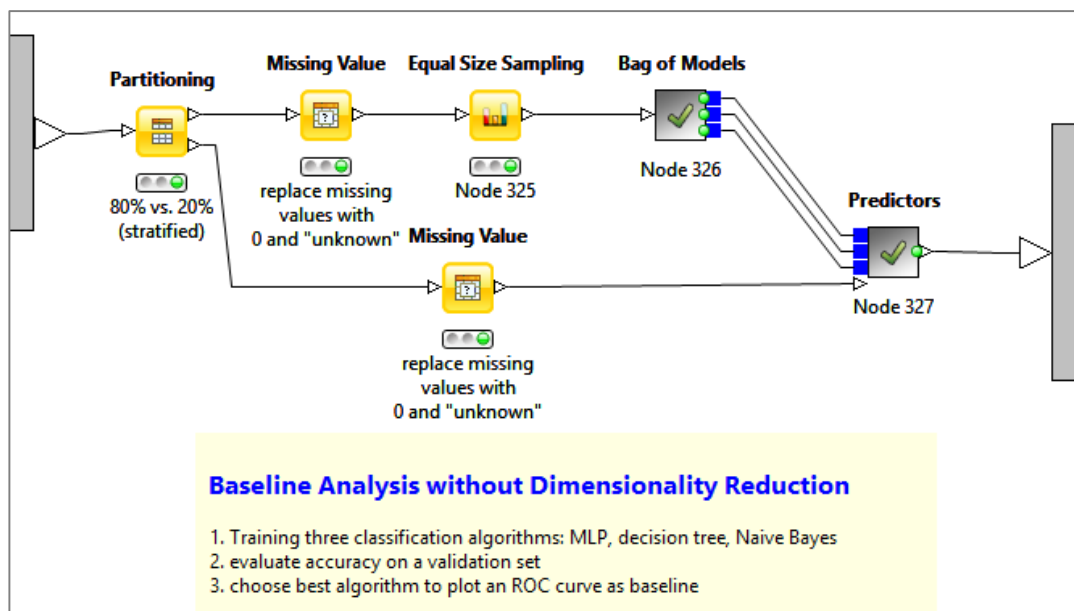 Partitioning
80% vs. 20%
(stratified)
Missing Value
replace missing
values with
0 and "unknown"
Equal Size Sampling
Node 325
Bag of Models
Node 326
Missing Value
replace missing
values with
0 and "unknown"
Predictors
Node 327
Baseline Analysis without Dimensionality Reduction
1. Training three classification algorithms: MLP, decision tree, Naive Bayes
2. evaluate accuracy on a validation set
3. choose best algorithm to plot an ROC curve as baseline